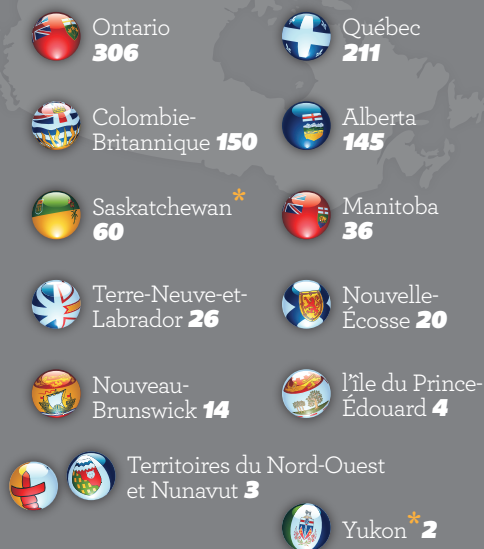 Ontario
306
Québec
211
Colombie-
Britannique 150
Alberta
145
Saskatchewan*
60
Manitoba
36
Terre-Neuve-et-
Labrador 26
Nouvelle-
Écosse 20
Nouveau-
Brunswick 14
l'île du Prince-
Édouard 4
Territoires du Nord-Ouest
et Nunavut 3
Yukon*2